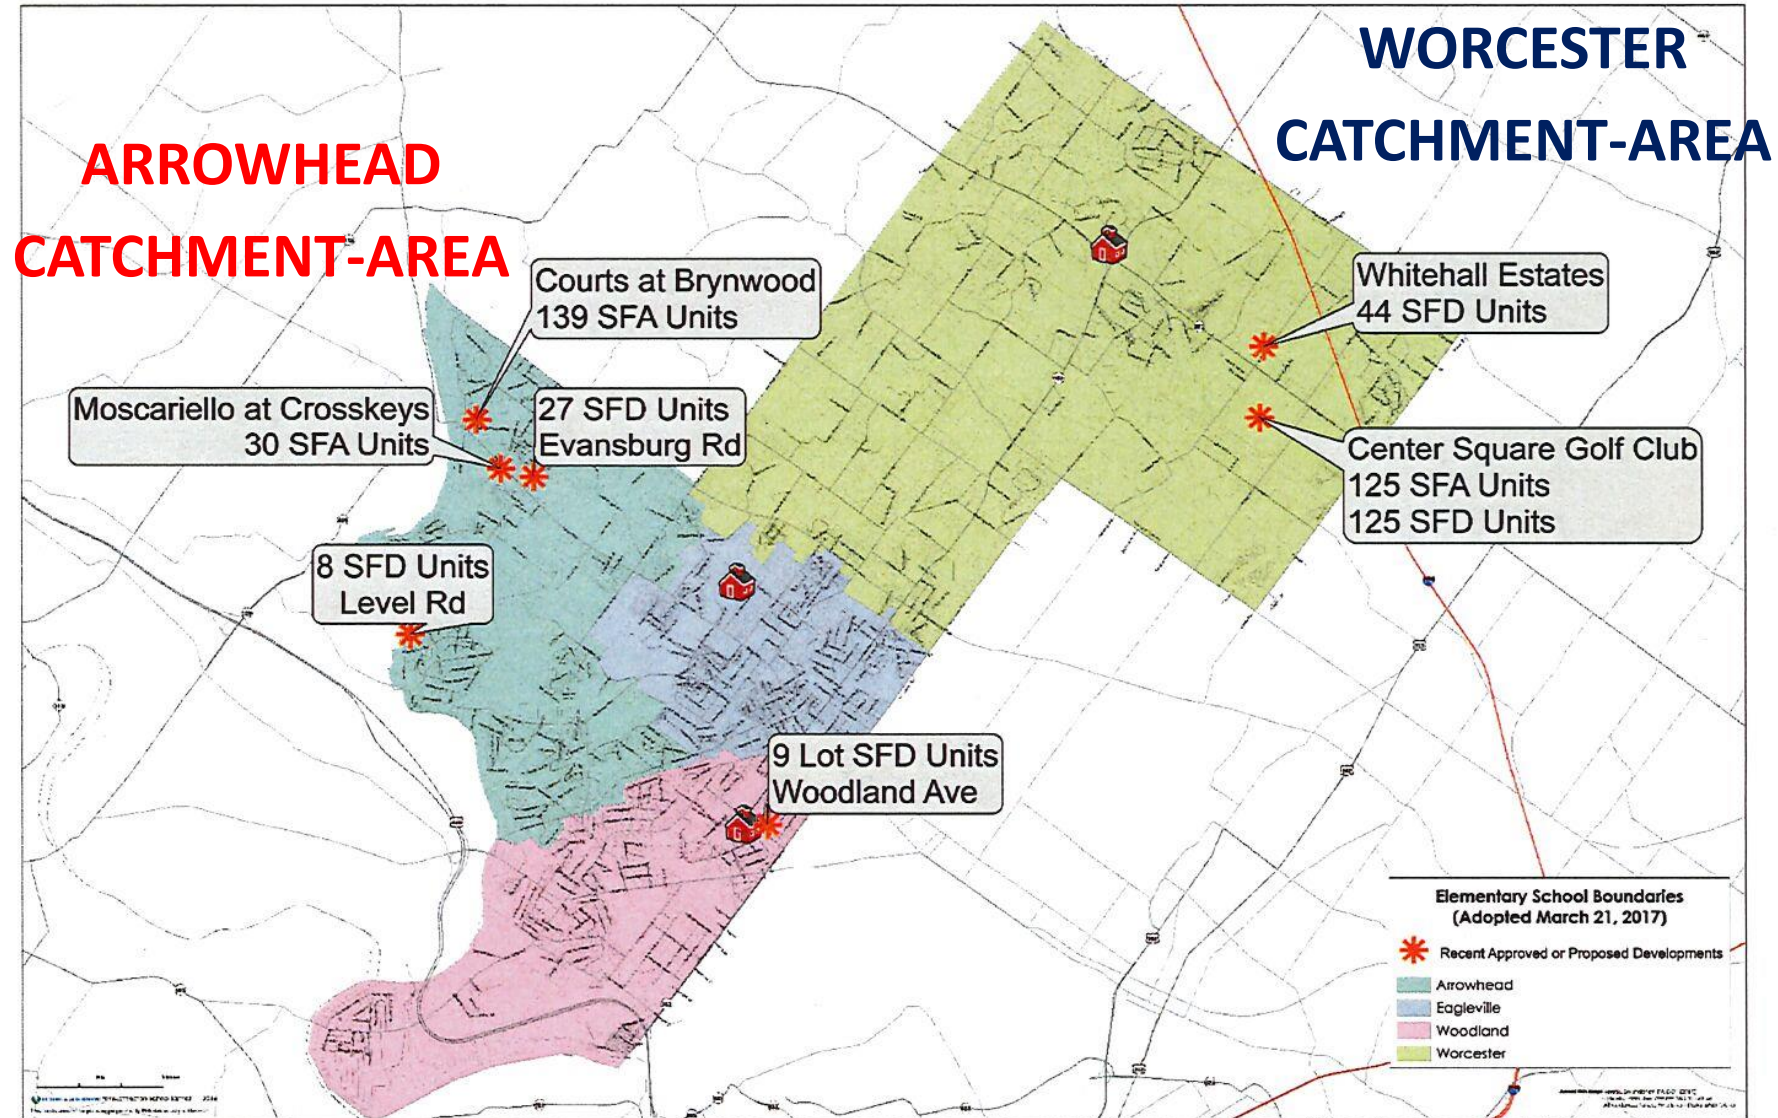 WORCESTER
CATCHMENT-AREA
ARROWHEAD
CATCHMENT-AREA
Courts at Brynwood
139 SFA Units
Whitehall Estates
44 SFD Units
Moscariello at Crosskeys
30 SFA Units
27 SFD Units
Evansburg Rd
Center Square Golf Club
125 SFA Units
125 SFD Units
8 SFD Units
Level Rd
9 Lot SFD Units
Woodland Ave
Elementary School Boundaries
(Adopted March 21, 2017)
Recent Approved or Proposed Developments
Arrowhead
Eagleville
Woodland
Worcester